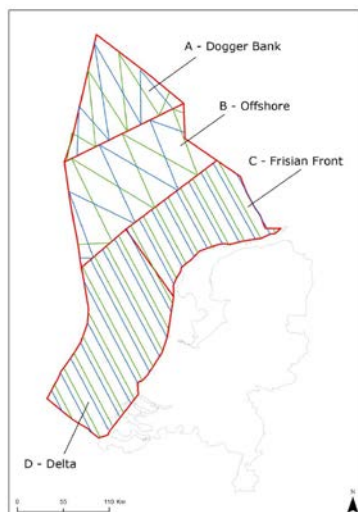 A - Dogger Bank
B - Offshore
C - Frisian Front
D - Delta
0 55 110 Km
N